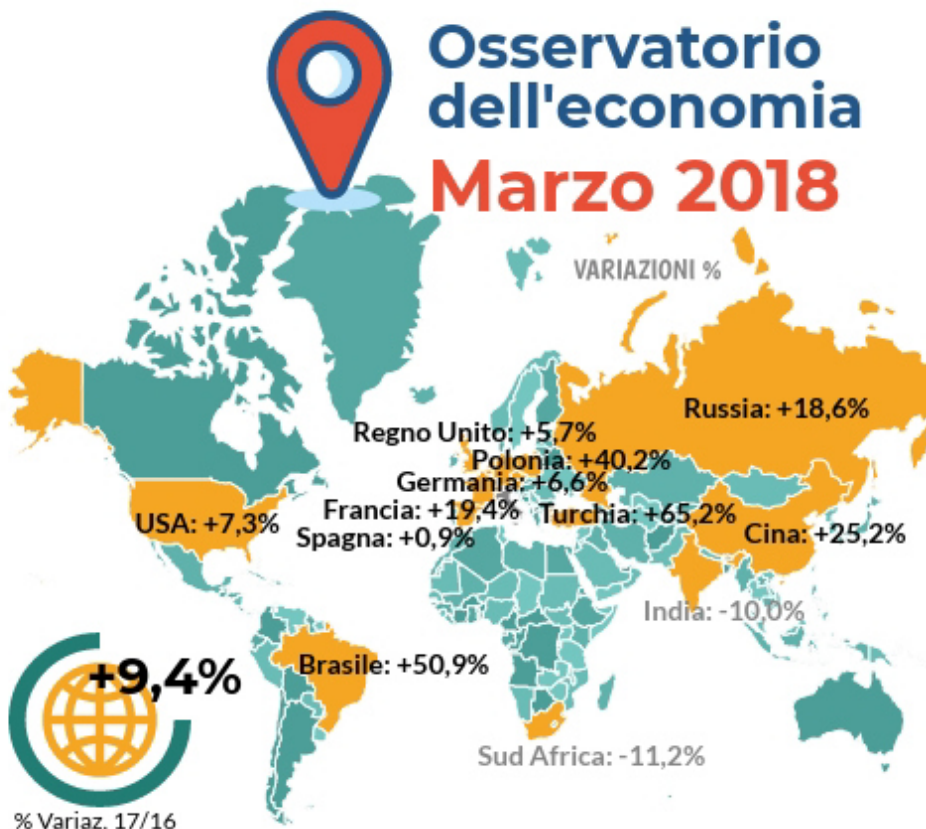 Osservatorio
dell'economia
Marzo 2018
VARIAZIONI %
Russia: +18,6%
Regno Unito: +5,7%
Polonia: +40,2%
Germania: +6,6%
Francia: +19,4%
Turchia: +65,2%
USA: +7,3%
Cina: +25,2%
Spagna: +0,9%
India: -10,0%
Brasile: +50,9%
+9,4%
Sud Africa: -11,2%
% Variaz. 17/16